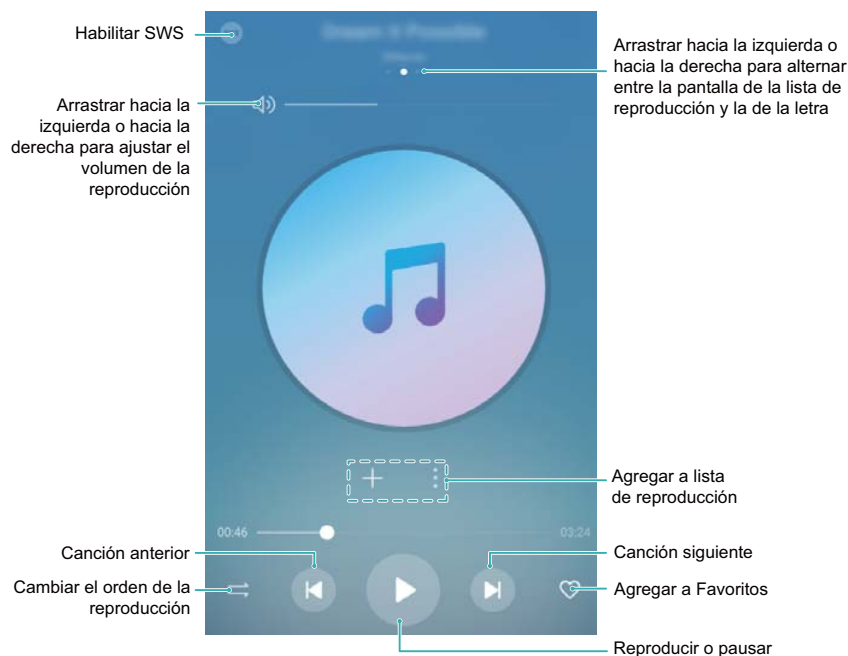 Habilitar SWS
Arrastrar hacia la izquierda o
hacia la derecha para alternar
entre la pantalla de la lista de
reproducción y la de la letra
Arrastrar hacia la
izquierda o hacia la
derecha para ajustar el
volumen de la
reproducción
Agregar a lista
de reproducción
00:46
03:24
Canción anterior
Canción siguiente
Cambiar el orden de la
reproducción
Agregar a Favoritos
Reproducir o pausar